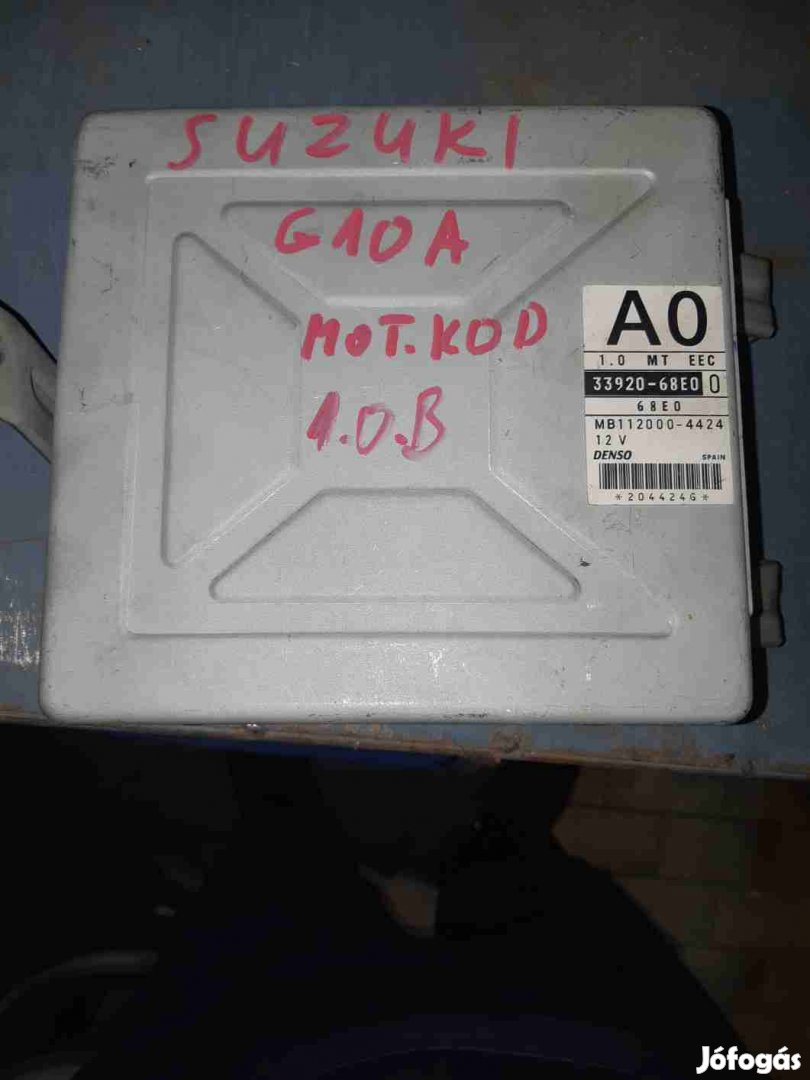 SUZUKI
G10A
MOT.KOD
1.0.B
A0
1.0 MT EEC
33920-68E0 0
68E0
MB112000-4424
12V
DENSO SPAIN
*204424G*
Jófogás